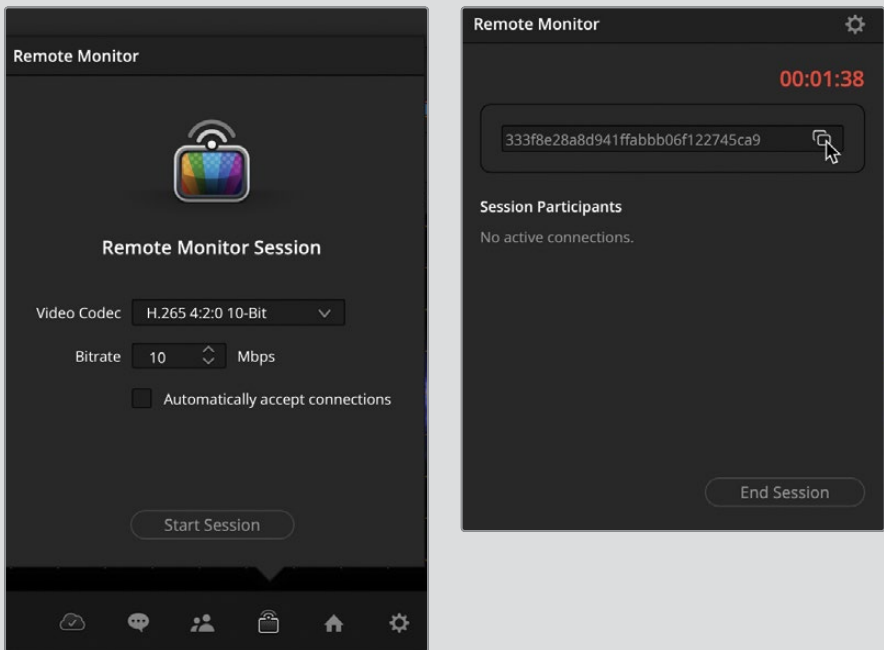 Remote Monitor
Remote Monitor Session
Video Codec H.265 4:2:0 10-Bit
Bitrate 10 Mbps
Automatically accept connections
Start Session
Remote Monitor
00:01:38
333f8e28a8d941ffabbb06f122745ca9
Session Participants
No active connections.
End Session